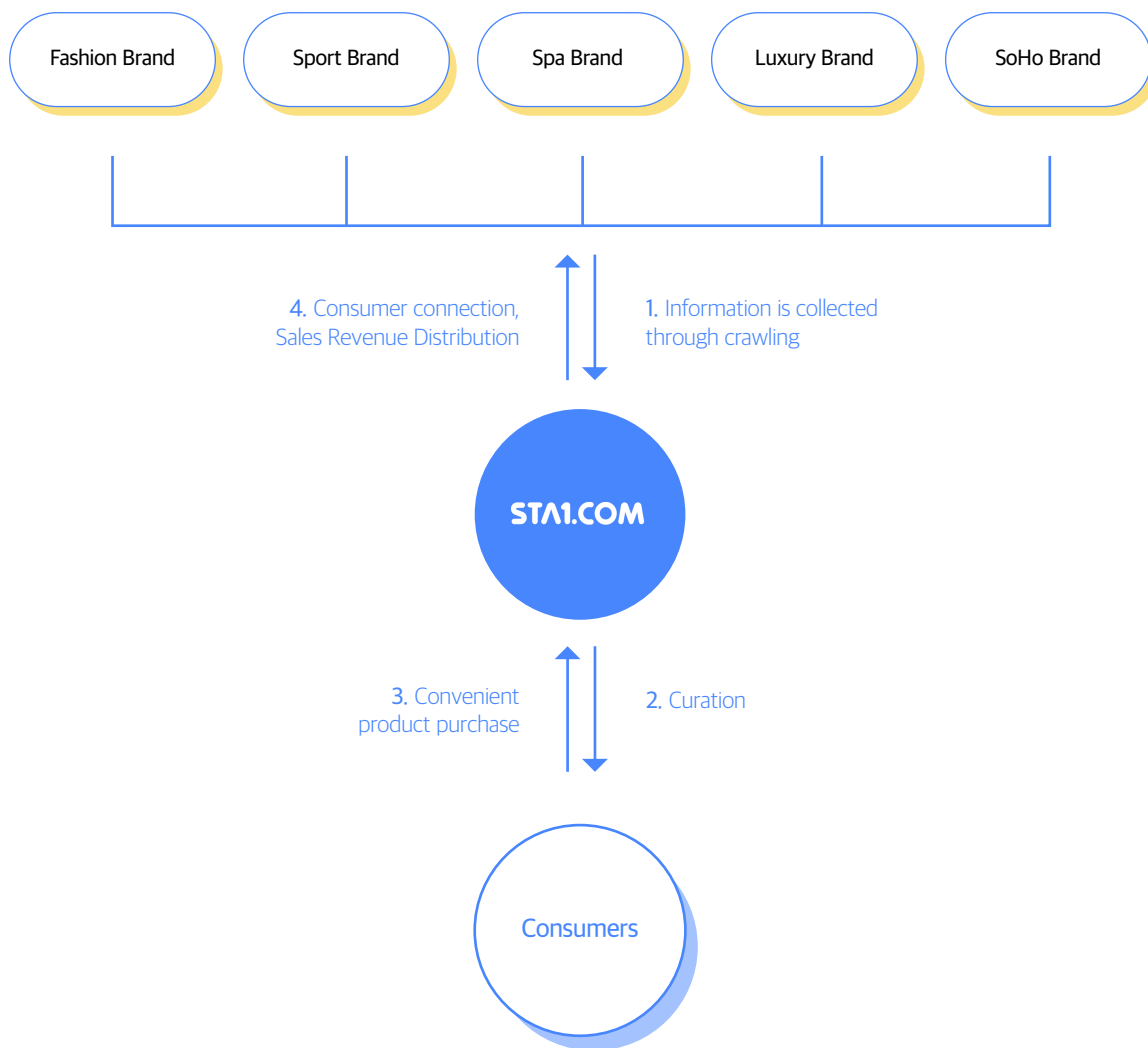 Fashion Brand
Sport Brand
Spa Brand
Luxury Brand
SoHo Brand
4. Consumer connection,
Sales Revenue Distribution
1. Information is collected
through crawling
STA1.COM
3. Convenient
product purchase
2. Curation
Consumers